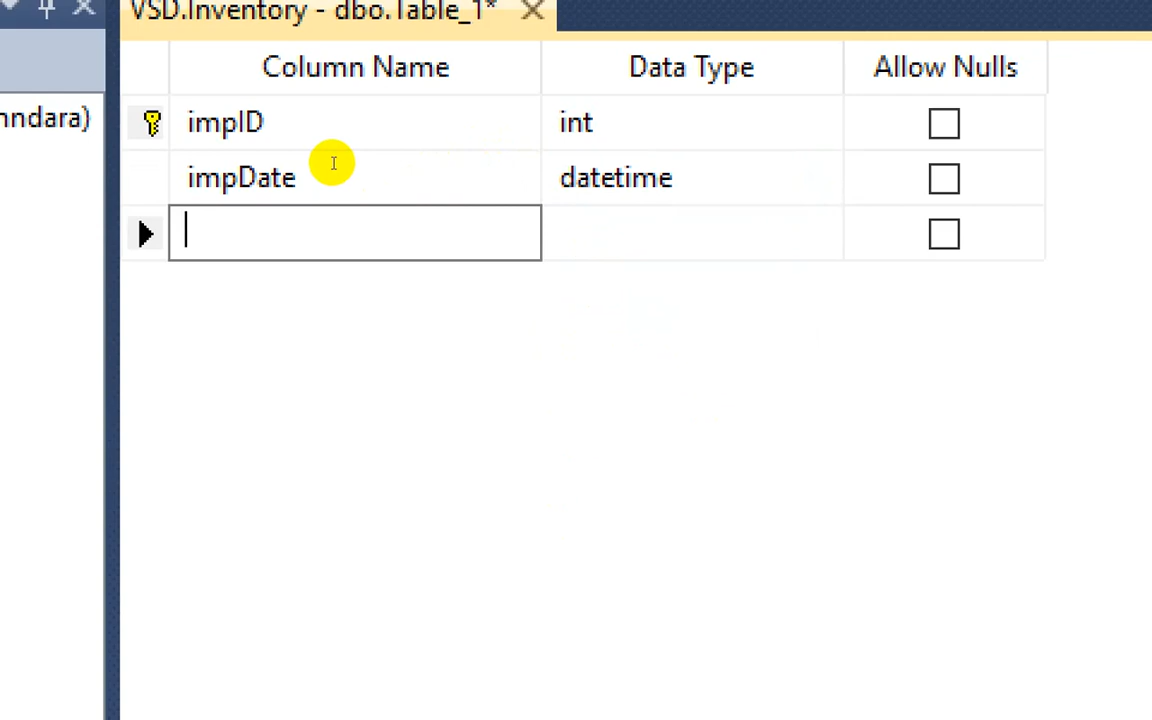 VSD.Inventory - dbo.Table_1*
Column Name Data Type Allow Nulls
nndara)
impID int
impDate datetime